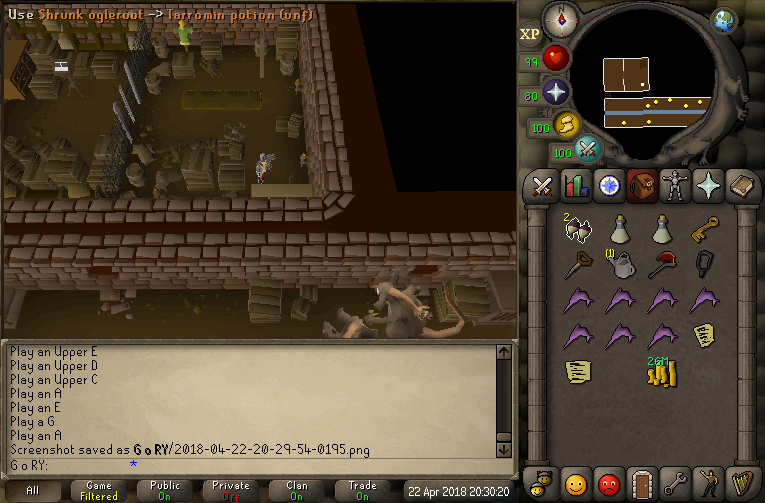 Use Shrunk ogleroot -> Tarromin potion (unf)
XP
99
80
100
100
2
(1)
26M
Play an Upper E
Play an Upper D
Play an Upper C
Play an A
Play an E
Play a G
Play an A
Screenshot saved as G o RY/2018-04-22-20-29-54-0195.png
G o RY: *
All
Game
Filtered
Public
On
Private
Off
Clan
On
Trade
On
22 Apr 2018 20:30:20